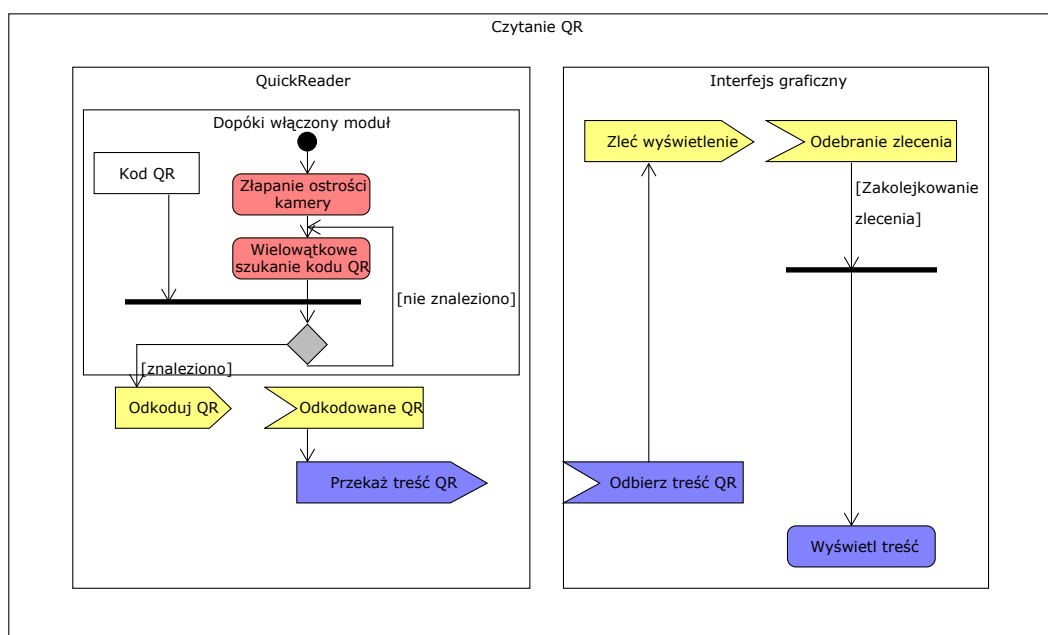 Czytanie QR
QuickReader
Dopóki włączony moduł
Kod QR
Złapanie ostrości
kamery
Wielowątkowe
szukanie kodu QR
[nie znaleziono]
[znaleziono]
Odkoduj QR
Odkodowane QR
Przekaż treść QR
Interfejs graficzny
Zleć wyświetlenie
Odebranie zlecenia
[Zakolejkowanie
zlecenia]
Odbierz treść QR
Wyświetl treść